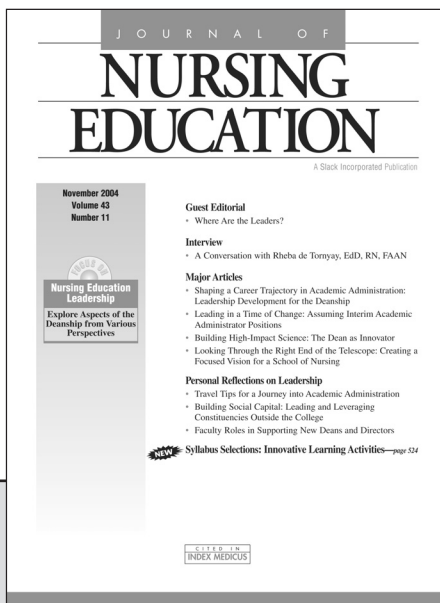 JOURNAL OF
NURSING
EDUCATION
A Slack Incorporated Publication
November 2004
Volume 43
Number 11
FOCUS ON
Nursing Education
Leadership
Explore Aspects of the
Deanship from Various
Perspectives
Guest Editorial
• Where Are the Leaders?
Interview
• A Conversation with Rheba de Tornyay, EdD, RN, FAAN
Major Articles
• Shaping a Career Trajectory in Academic Administration:
Leadership Development for the Deanship
• Leading in a Time of Change: Assuming Interim Academic
Administrator Positions
• Building High-Impact Science: The Dean as Innovator
• Looking Through the Right End of the Telescope: Creating a
Focused Vision for a School of Nursing
Personal Reflections on Leadership
• Travel Tips for a Journey into Academic Administration
• Building Social Capital: Leading and Leveraging
Constituencies Outside the College
• Faculty Roles in Supporting New Deans and Directors
NEW Syllabus Selections: Innovative Learning Activities—page 524
CITED IN
INDEX MEDICUS